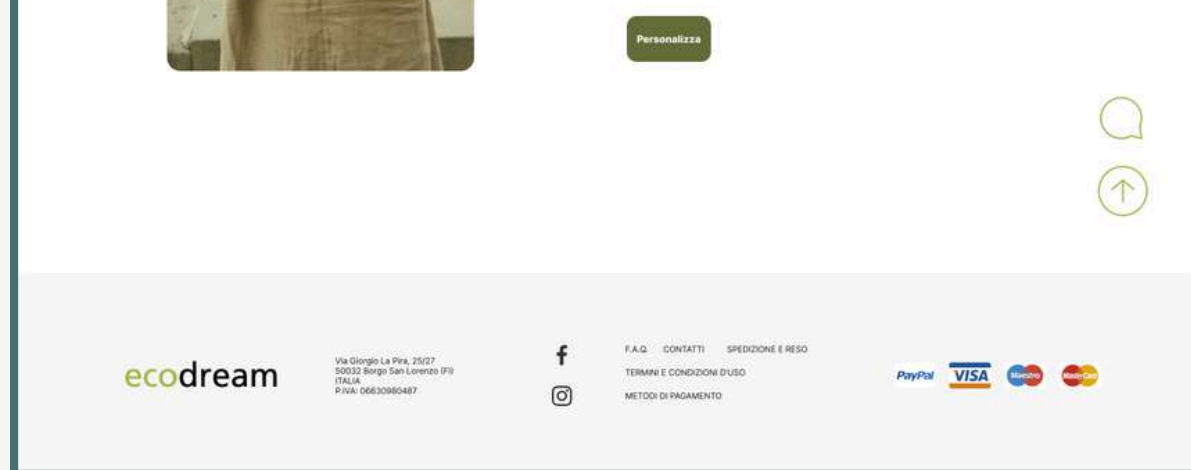 Personalizza
ecodream
Via Giorgio La Pira, 25/27
50032 Borgo San Lorenzo (FI)
ITALIA
P.IVA: 06630980487
F.A.Q. CONTATTI SPEDIZIONE E RESO
TERMINI E CONDIZIONI D'USO
METODI DI PAGAMENTO
PayPal VISA Maestro MasterCard